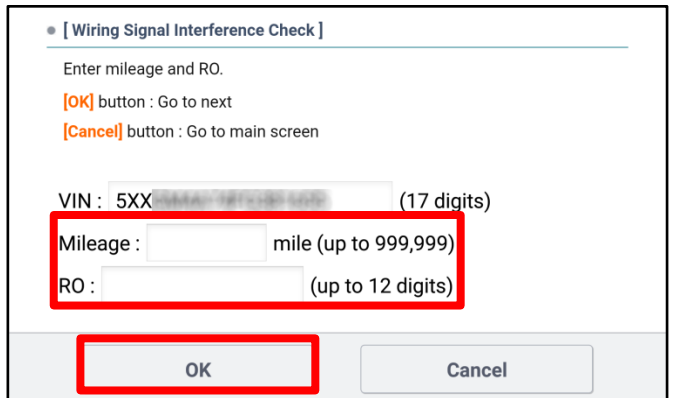 [ Wiring Signal Interference Check ]
Enter mileage and RO.
[OK] button : Go to next
[Cancel] button : Go to main screen
VIN : 5XX (17 digits)
Mileage : mile (up to 999,999)
RO : (up to 12 digits)
OK Cancel